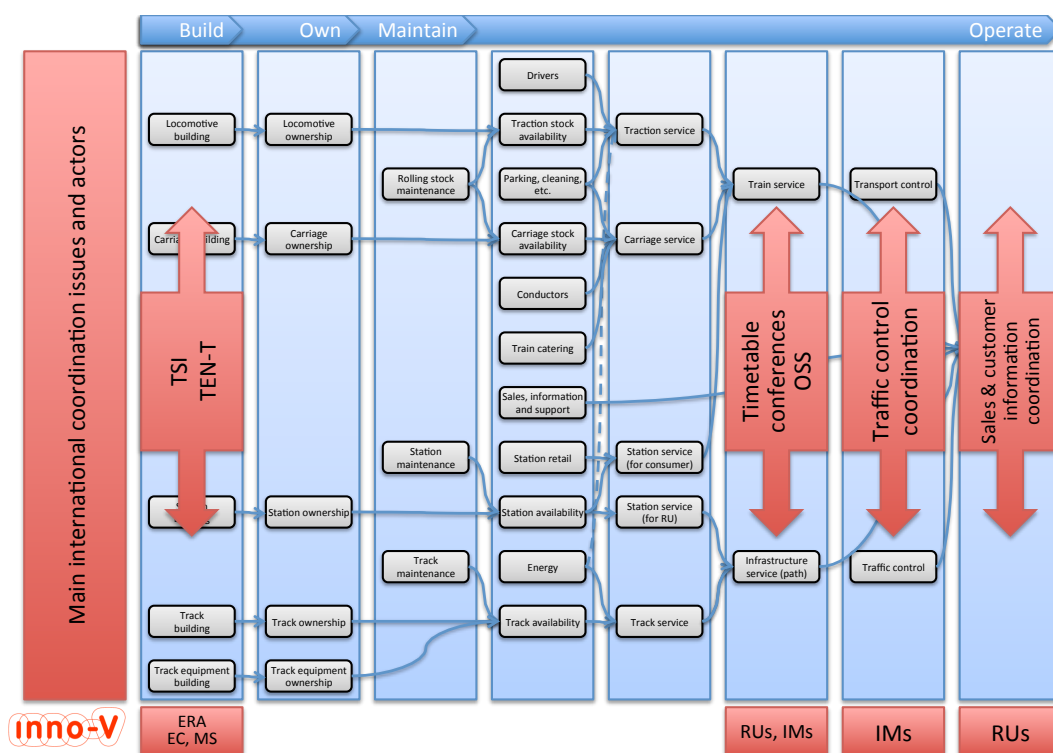 Build
Own
Maintain
Operate
Main international coordination issues and actors
Drivers
Locomotive
building
Locomotive
ownership
Traction stock
availability
Traction service
Rolling stock
maintenance
Parking, cleaning,
etc.
Train service
Transport control
Carriage
ownership
Carriage stock
availability
Carriage service
Conductors
Train catering
TSI
TEN-T
Timetable
conferences
OSS
Traffic control
coordination
Sales & customer
information
coordination
Sales, information
and support
Station
maintenance
Station retail
Station service
(for consumer)
Station ownership
Station availability
Station service
(for RU)
Track
maintenance
Energy
Infrastructure
service (path)
Traffic control
Track
building
Track ownership
Track availability
Track service
Track equipment
building
Track equipment
ownership
inno-V
ERA
EC, MS
RUs, IMs
IMs
RUs